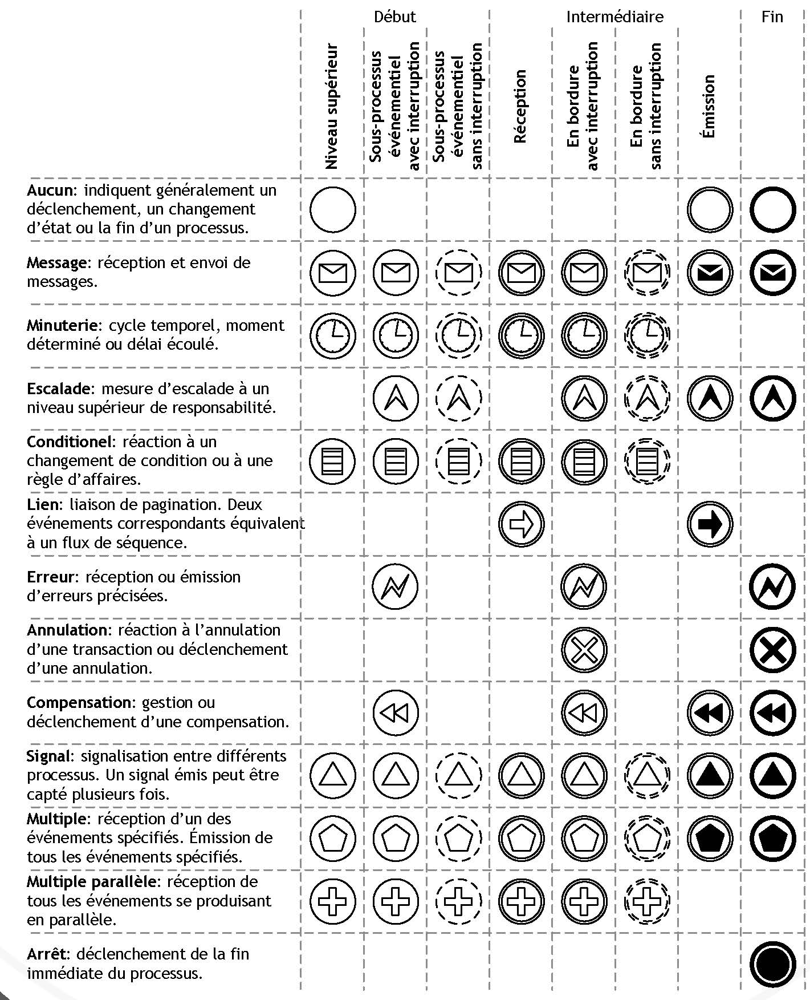 Début
Intermédiaire
Fin
Niveau supérieur
Sous-processus
événementiel
avec interruption
Sous-processus
événementiel
sans interruption
Réception
En bordure
avec interruption
En bordure
sans interruption
Émission
Aucun: indiquent généralement un
déclenchement, un changement
d’état ou la fin d’un processus.
Message: réception et envoi de
messages.
Minuterie: cycle temporel, moment
déterminé ou délai écoulé.
Escalade: mesure d’escalade à un
niveau supérieur de responsabilité.
Conditionel: réaction à un
changement de condition ou à une
règle d’affaires.
Lien: liaison de pagination. Deux
événements correspondants équivalent
à un flux de séquence.
Erreur: réception ou émission
d’erreurs précisées.
Annulation: réaction à l’annulation
d’une transaction ou déclenchement
d’une annulation.
Compensation: gestion ou
déclenchement d’une compensation.
Signal: signalisation entre différents
processus. Un signal émis peut être
capté plusieurs fois.
Multiple: réception d’un des
événements spécifiés. Émission de
tous les événements spécifiés.
Multiple parallèle: réception de
tous les événements se produisant
en parallèle.
Arrêt: déclenchement de la fin
immédiate du processus.